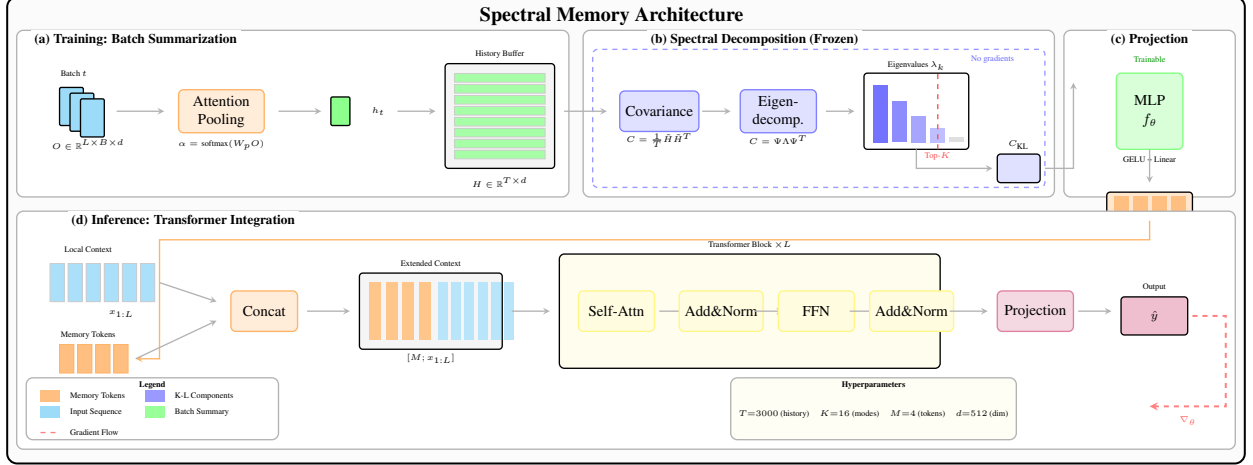 Spectral Memory Architecture
(a) Training: Batch Summarization
Batch t
O ∈ ℝ^{L×B×d}
Attention
Pooling
α = softmax(W_p O)
h_t
History Buffer
H ∈ ℝ^{T×d}
(b) Spectral Decomposition (Frozen)
No gradients
Covariance
C = 1/T H̃H̃^T
Eigen-
decomp.
C = ΨΛΨ^T
Eigenvalues λ_k
Top-K
C_KL
(c) Projection
Trainable
MLP
f_θ
GELU→Linear
(d) Inference: Transformer Integration
Local Context
x_{1:L}
Memory Tokens
Concat
Extended Context
[M; x_{1:L}]
Transformer Block × L
Self-Attn
Add&Norm
FFN
Add&Norm
Projection
Output
ŷ
∇_θ
Legend
Memory Tokens
K-L Components
Input Sequence
Batch Summary
Gradient Flow
Hyperparameters
T=3000 (history) K=16 (modes) M=4 (tokens) d=512 (dim)